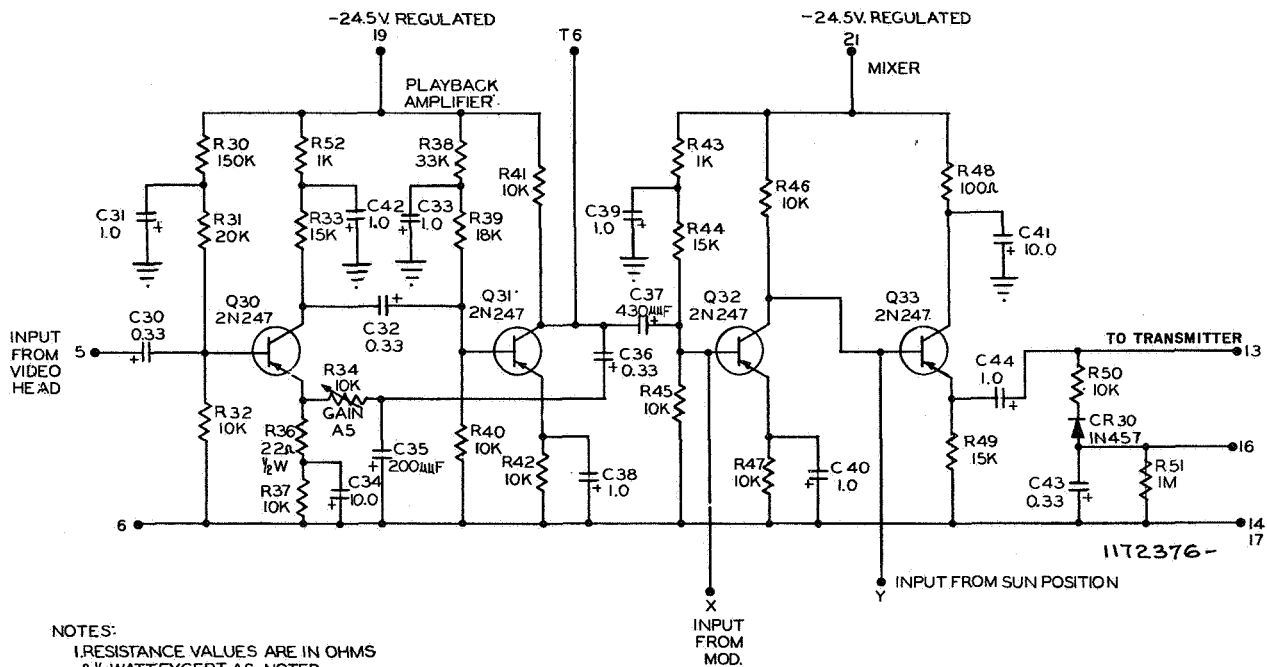 -24.5V. REGULATED
19
T6
-24.5V. REGULATED
21
MIXER
PLAYBACK
AMPLIFIER
R30
150K
R52
1K
R38
33K
R41
10K
R43
1K
R46
10K
R48
100Ω
C31
1.0
R31
20K
R33
15K
C42
1.0
C33
1.0
R39
18K
C39
1.0
R44
15K
C41
10.0
Q30
2N247
C32
0.33
Q31
2N247
C37
430μμF
Q32
2N247
Q33
2N247
INPUT
FROM
VIDEO
HEAD
5
C30
0.33
R34
10K
GAIN
A5
C36
0.33
C44
1.0
TO TRANSMITTER
13
R50
10K
CR30
1N457
16
R32
10K
R36
22Ω
½W
R37
10K
C34
10.0
C35
200μμF
R40
10K
R42
10K
C38
1.0
R45
10K
R47
10K
C40
1.0
R49
15K
C43
0.33
R51
1M
6
14
17
1172376-
X
INPUT
FROM
MOD.
Y
INPUT FROM SUN POSITION
NOTES:
1.RESISTANCE VALUES ARE IN OHMS
WATT EXCEPT AS NOTED